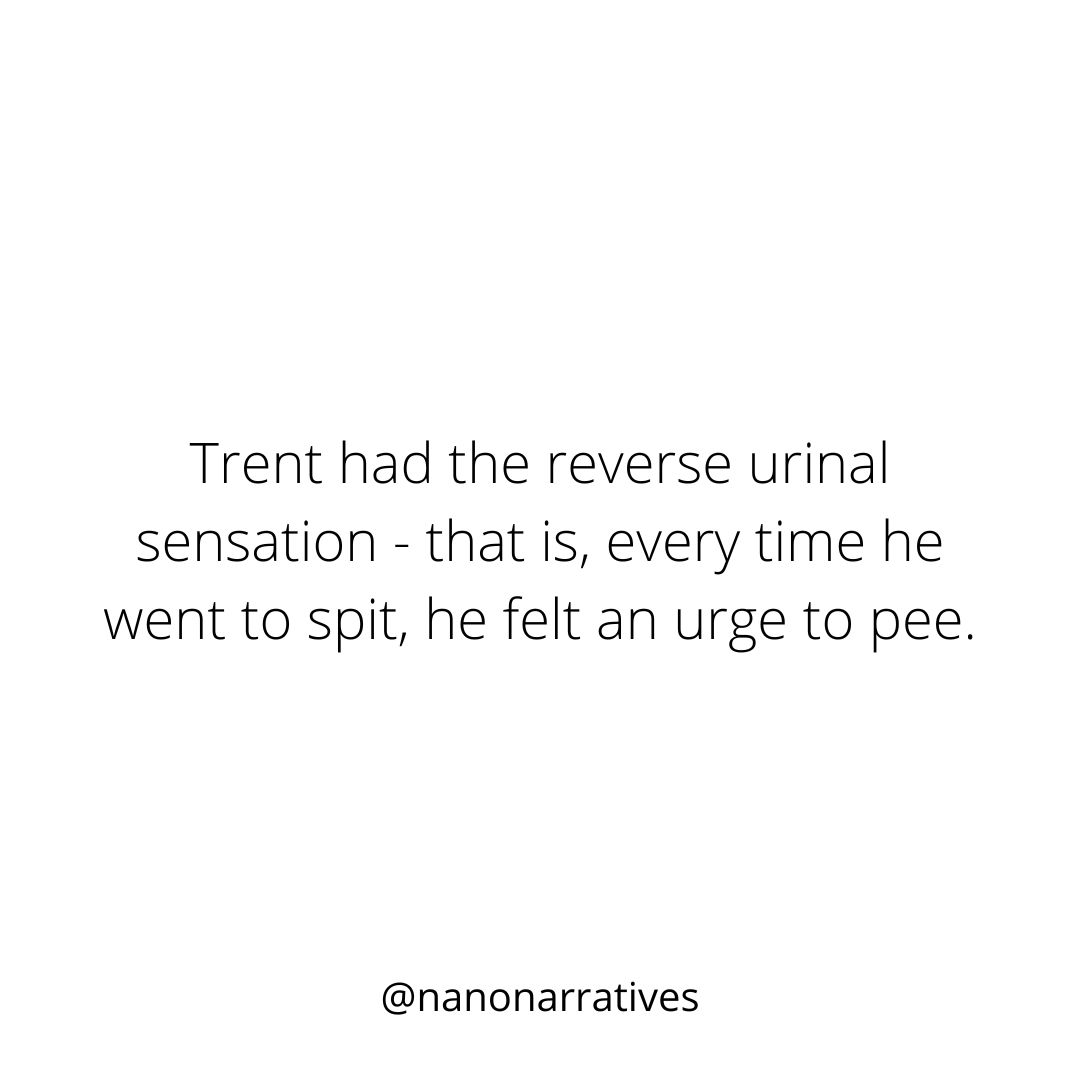 Trent had the reverse urinal
sensation - that is, every time he
went to spit, he felt an urge to pee.
@nanonarratives